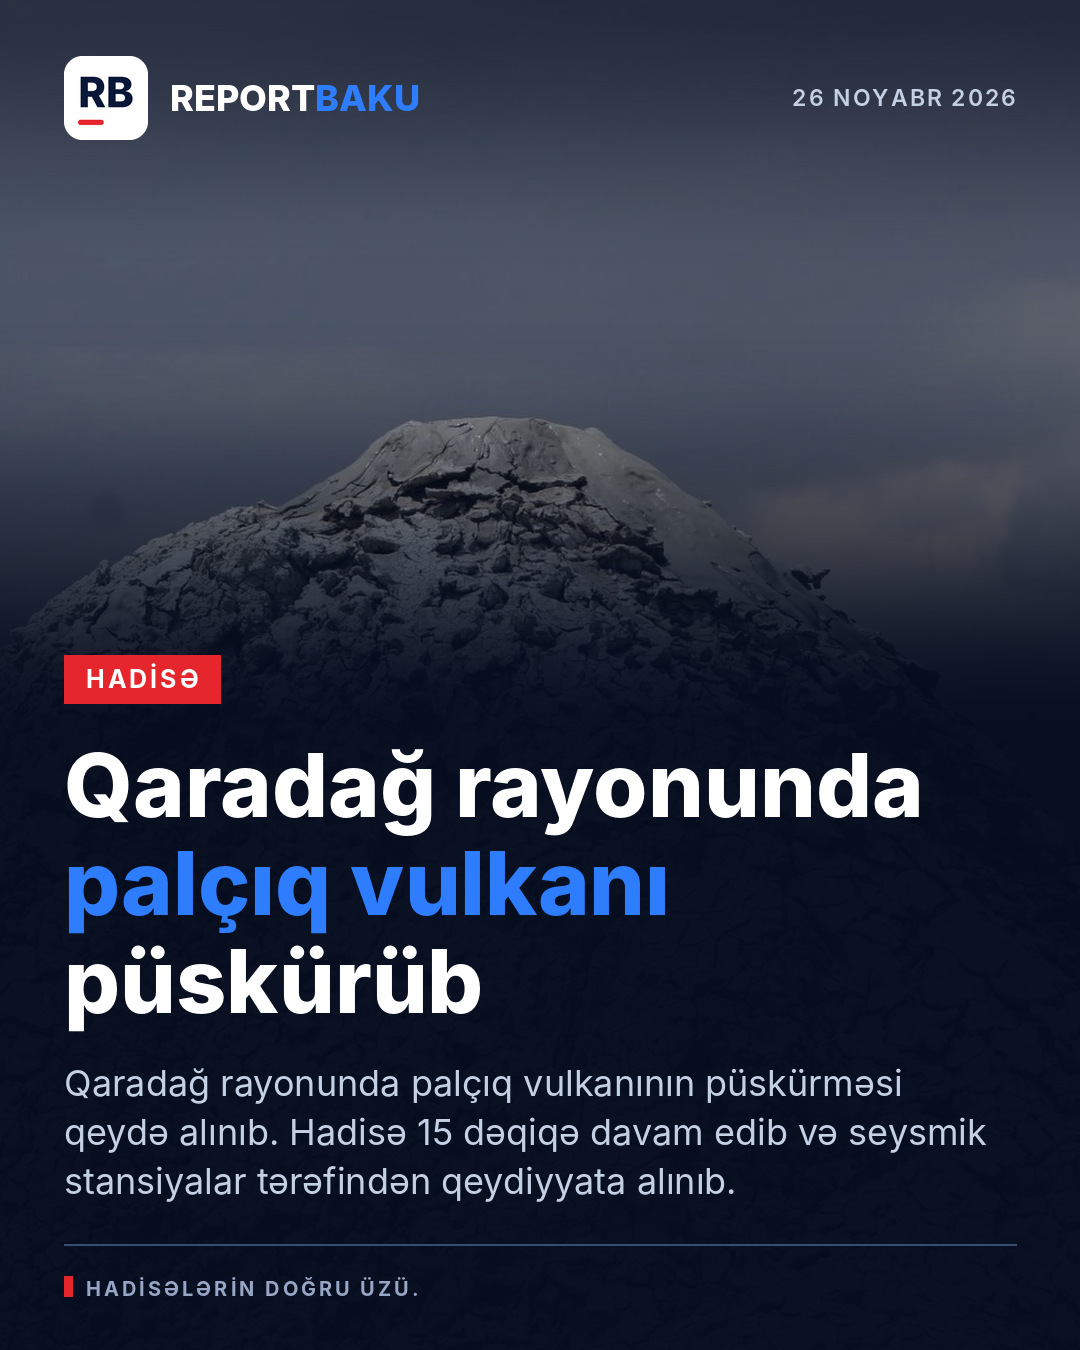 RB
REPORTBAKU
26 NOYABR 2026
HADİSƏ
Qaradağ rayonunda
palçıq vulkanı
püskürüb
Qaradağ rayonunda palçıq vulkanının püskürməsi
qeydə alınıb. Hadisə 15 dəqiqə davam edib və seysmik
stansiyalar tərəfindən qeydiyyata alınıb.
HADİSƏLƏRİN DOĞRU ÜZÜ.